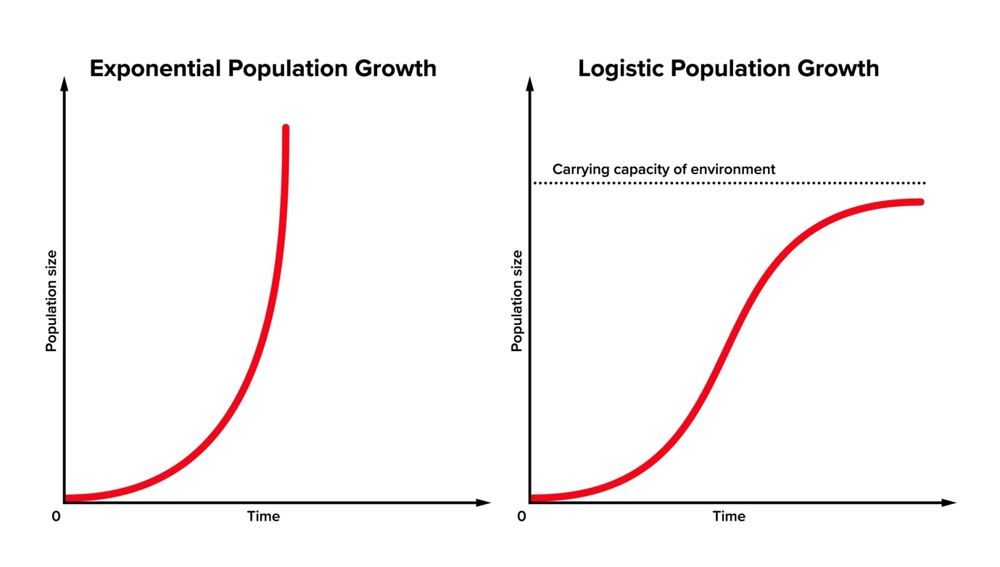 Exponential Population Growth
Population size
0
Time
Logistic Population Growth
Carrying capacity of environment
Population size
0
Time